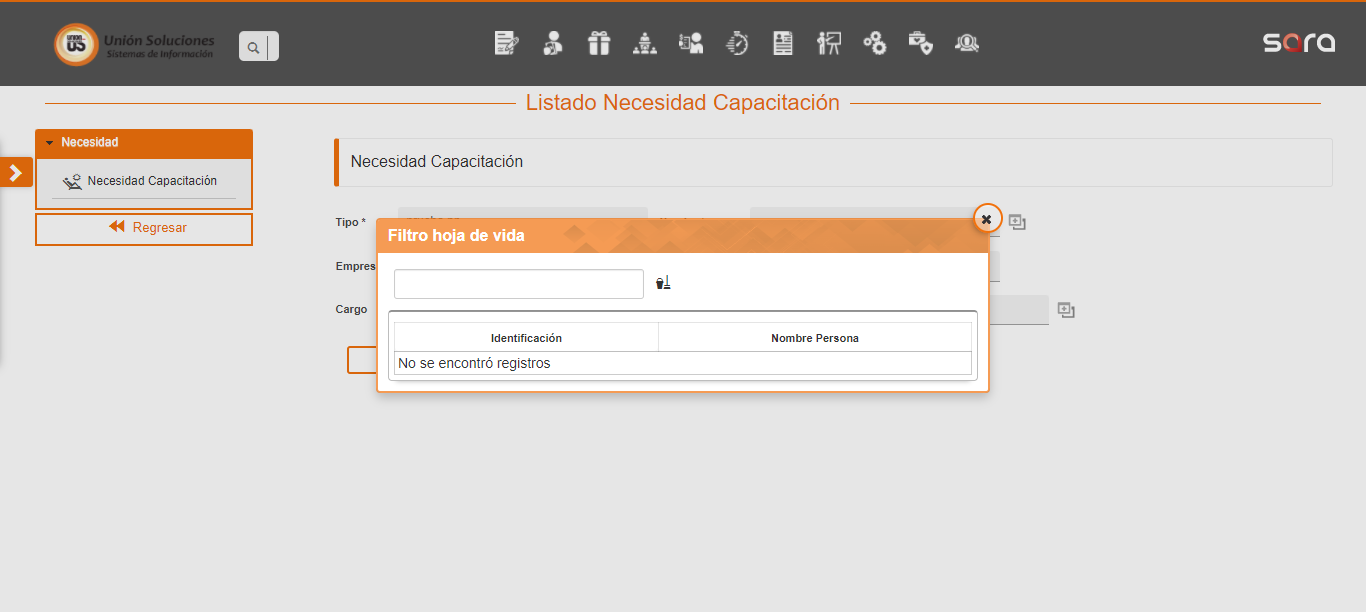 Unión Soluciones
Sistemas de Información
sara
Listado Necesidad Capacitación
Necesidad
Necesidad Capacitación
Regresar
Necesidad Capacitación
Tipo *
Empres
Cargo
Filtro hoja de vida
Identificación Nombre Persona
No se encontró registros